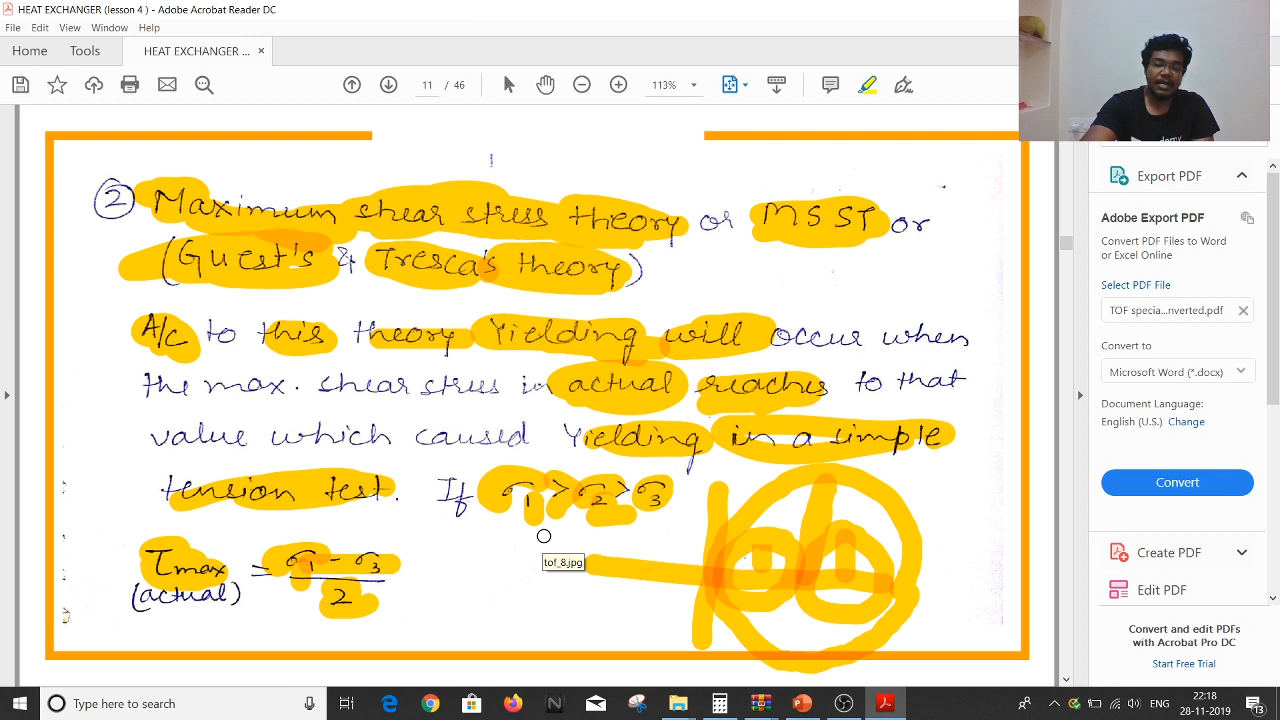 HEAT EXCHANGER (lesson 4 ) - Adobe Acrobat Reader DC
File Edit View Window Help
Home Tools HEAT EXCHANGER ... ×
11 / 46 113%
② Maximum shear stress theory or MSST or
(Guest's & Tresca's theory)
A/c to this theory Yielding will occur when
the max. shear stress in actual reaches to that
value which caused Yielding in a simple
tension test. If σ1 > σ2 > σ3
τmax = σ1 - σ3 / 2
(actual)
tof_8.jpg
Export PDF
Adobe Export PDF
Convert PDF Files to Word
or Excel Online
Select PDF File
TOF specia...nverted.pdf
Convert to
Microsoft Word (*.docx)
Document Language:
English (U.S.) Change
Convert
Create PDF
Edit PDF
Convert and edit PDFs
with Acrobat Pro DC
Start Free Trial
Type here to search
ENG
22:18
28-11-2019